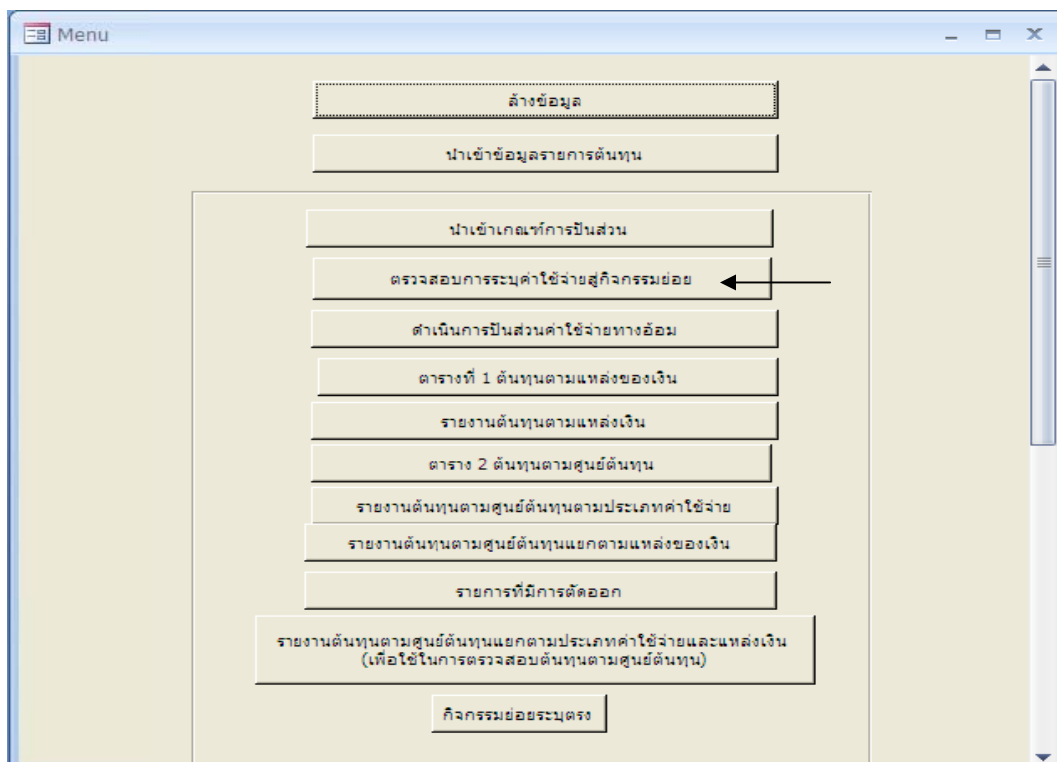 Menu
ล้างข้อมูล
นำเข้าข้อมูลรายการต้นทุน
นำเข้าเกณฑ์การปันส่วน
ตรวจสอบการระบุค่าใช้จ่ายสู่กิจกรรมย่อย
ดำเนินการปันส่วนค่าใช้จ่ายทางอ้อม
ตารางที่ 1 ต้นทุนตามแหล่งของเงิน
รายงานต้นทุนตามแหล่งเงิน
ตาราง 2 ต้นทุนตามศูนย์ต้นทุน
รายงานต้นทุนตามศูนย์ต้นทุนตามประเภทค่าใช้จ่าย
รายงานต้นทุนตามศูนย์ต้นทุนแยกตามแหล่งของเงิน
รายการที่มีการตัดออก
รายงานต้นทุนตามศูนย์ต้นทุนแยกตามประเภทค่าใช้จ่ายและแหล่งเงิน
(เพื่อใช้ในการตรวจสอบต้นทุนตามศูนย์ต้นทุน)
กิจกรรมย่อยระบุตรง